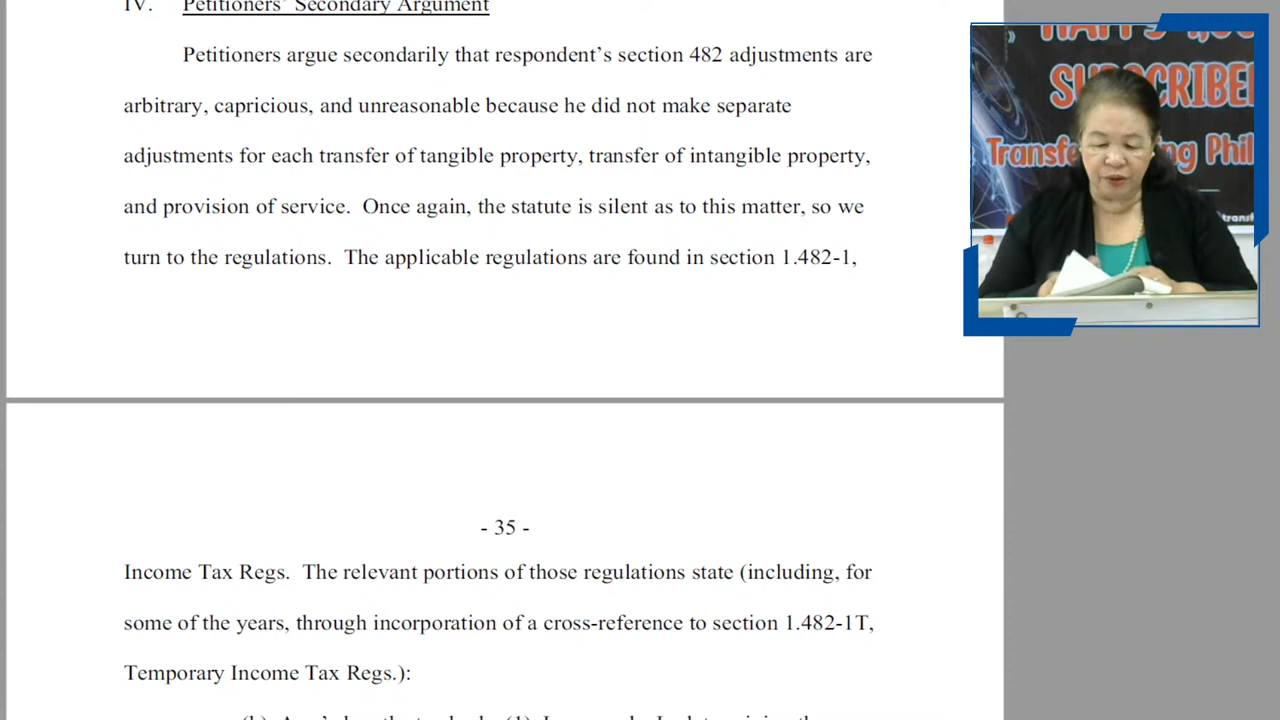 IV. Petitioners' Secondary Argument
Petitioners argue secondarily that respondent's section 482 adjustments are
arbitrary, capricious, and unreasonable because he did not make separate
adjustments for each transfer of tangible property, transfer of intangible property,
and provision of service.  Once again, the statute is silent as to this matter, so we
turn to the regulations.  The applicable regulations are found in section 1.482-1,
- 35 -
Income Tax Regs.  The relevant portions of those regulations state (including, for
some of the years, through incorporation of a cross-reference to section 1.482-1T,
Temporary Income Tax Regs.):